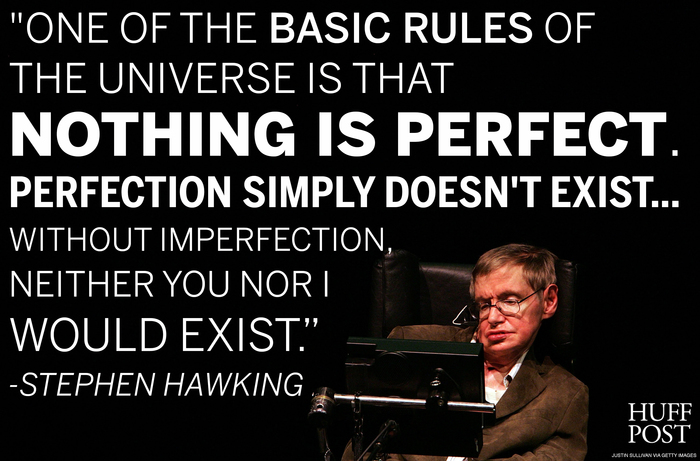 "ONE OF THE BASIC RULES OF
THE UNIVERSE IS THAT
NOTHING IS PERFECT.
PERFECTION SIMPLY DOESN'T EXIST...
WITHOUT IMPERFECTION,
NEITHER YOU NOR I
WOULD EXIST.”
-STEPHEN HAWKING
HUFF
POST
JUSTIN SULLIVAN VIA GETTY IMAGES